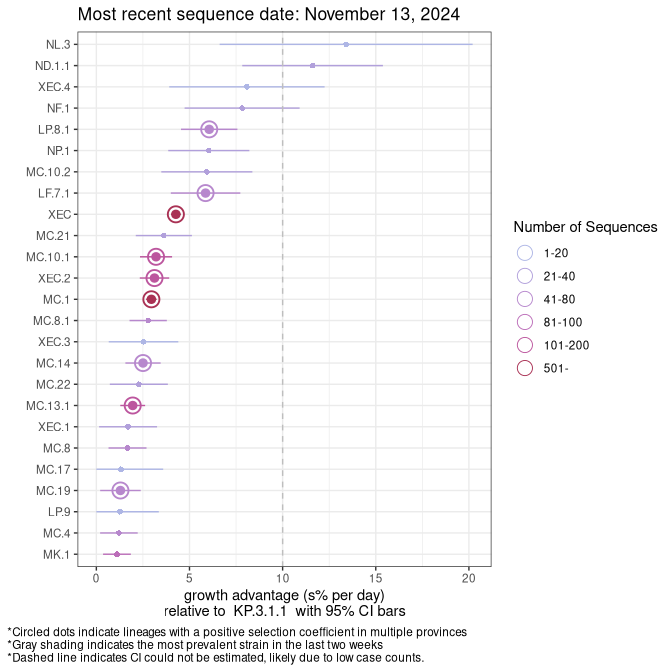 Most recent sequence date: November 13, 2024
NL.3
ND.1.1
XEC.4
NF.1
LP.8.1
NP.1
MC.10.2
LF.7.1
XEC
MC.21
MC.10.1
XEC.2
MC.1
MC.8.1
XEC.3
MC.14
MC.22
MC.13.1
XEC.1
MC.8
MC.17
MC.19
LP.9
MC.4
MK.1
0 5 10 15 20
growth advantage (s% per day)
relative to KP.3.1.1 with 95% CI bars
Number of Sequences
1-20
21-40
41-80
81-100
101-200
501-
*Circled dots indicate lineages with a positive selection coefficient in multiple provinces
*Gray shading indicates the most prevalent strain in the last two weeks
*Dashed line indicates CI could not be estimated, likely due to low case counts.